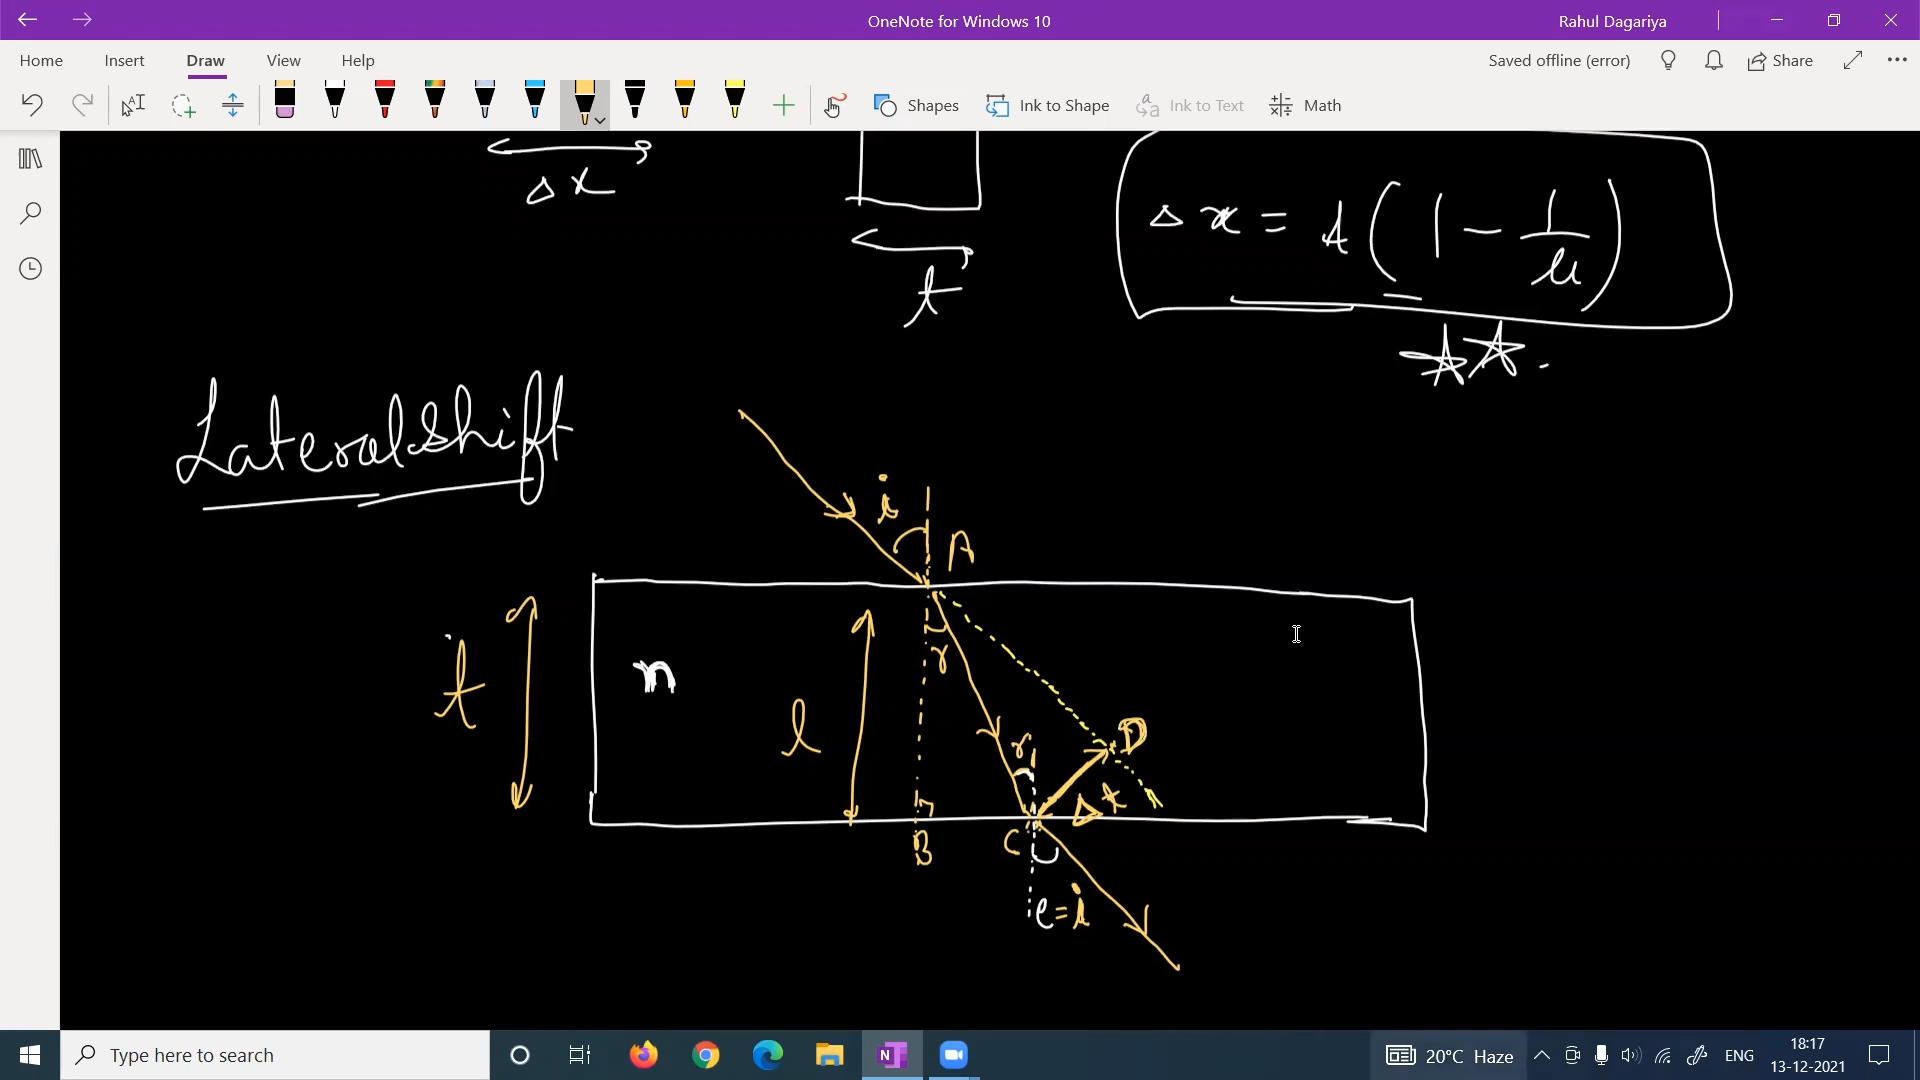 OneNote for Windows 10
Rahul Dagariya
Home Insert Draw View Help
Saved offline (error)
Share
Shapes
Ink to Shape
Ink to Text
Math
Δx
t
Δx = t(1 - 1/μ)
Lateral shift
i
A
t
n
l
r
r
D
Δt
B
C
e=i
Type here to search
20°C Haze
ENG
18:17
13-12-2021